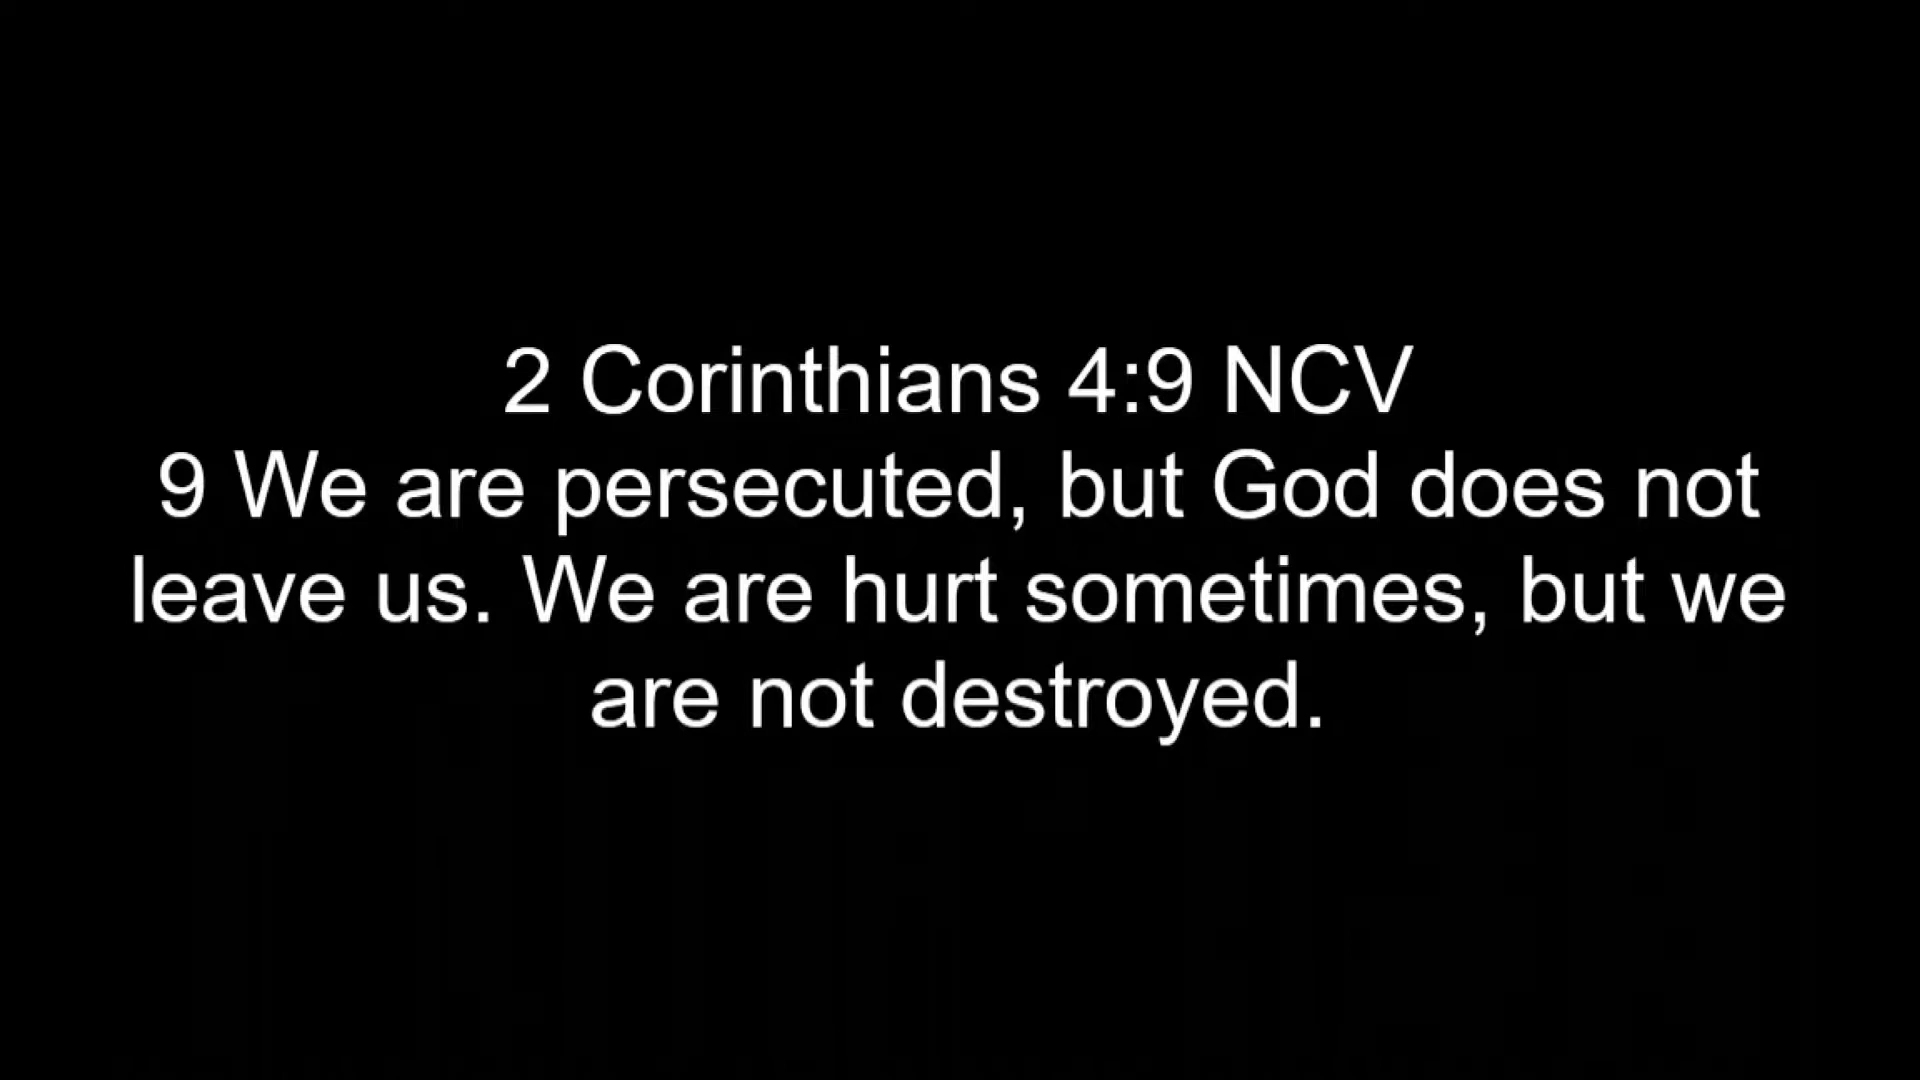 2 Corinthians 4:9 NCV
9 We are persecuted, but God does not
leave us. We are hurt sometimes, but we
are not destroyed.